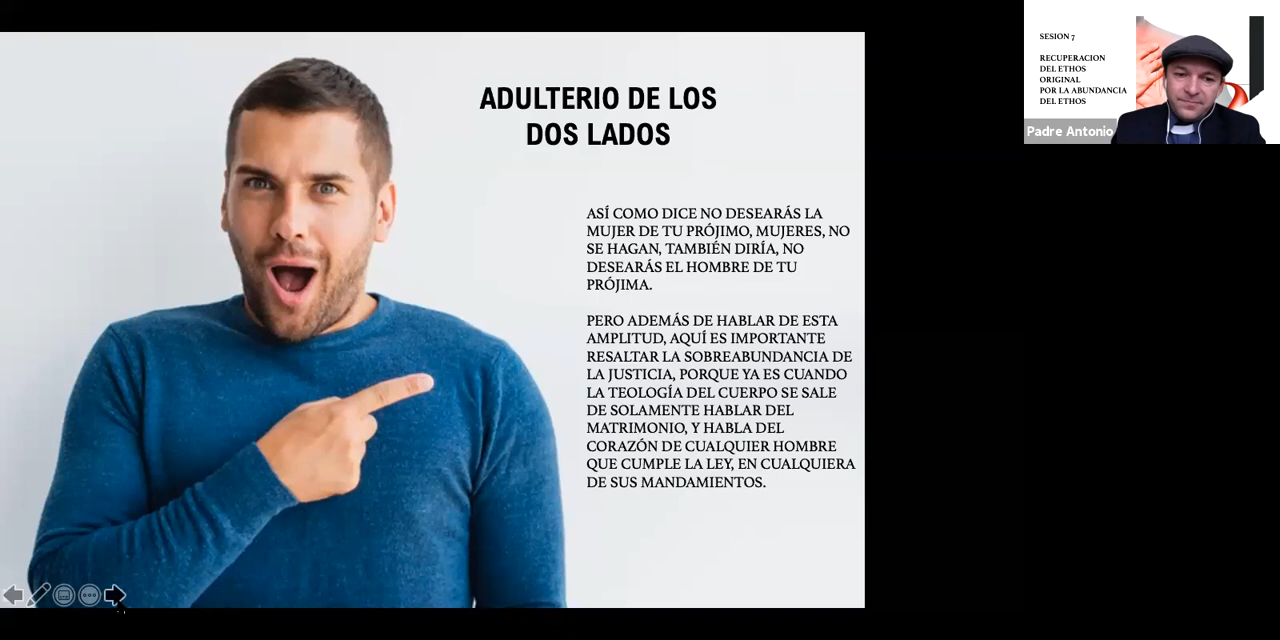 ADULTERIO DE LOS
DOS LADOS
ASÍ COMO DICE NO DESEARÁS LA
MUJER DE TU PRÓJIMO, MUJERES, NO
SE HAGAN, TAMBIÉN DIRÍA, NO
DESEARÁS EL HOMBRE DE TU
PRÓJIMA.
PERO ADEMÁS DE HABLAR DE ESTA
AMPLITUD, AQUÍ ES IMPORTANTE
RESALTAR LA SOBREABUNDANCIA DE
LA JUSTICIA, PORQUE YA ES CUANDO
LA TEOLOGÍA DEL CUERPO SE SALE
DE SOLAMENTE HABLAR DEL
MATRIMONIO, Y HABLA DEL
CORAZÓN DE CUALQUIER HOMBRE
QUE CUMPLE LA LEY, EN CUALQUIERA
DE SUS MANDAMIENTOS.
SESION 7
RECUPERACION
DEL ETHOS
ORIGINAL
POR LA ABUNDANCIA
DEL ETHOS
Padre Antonio